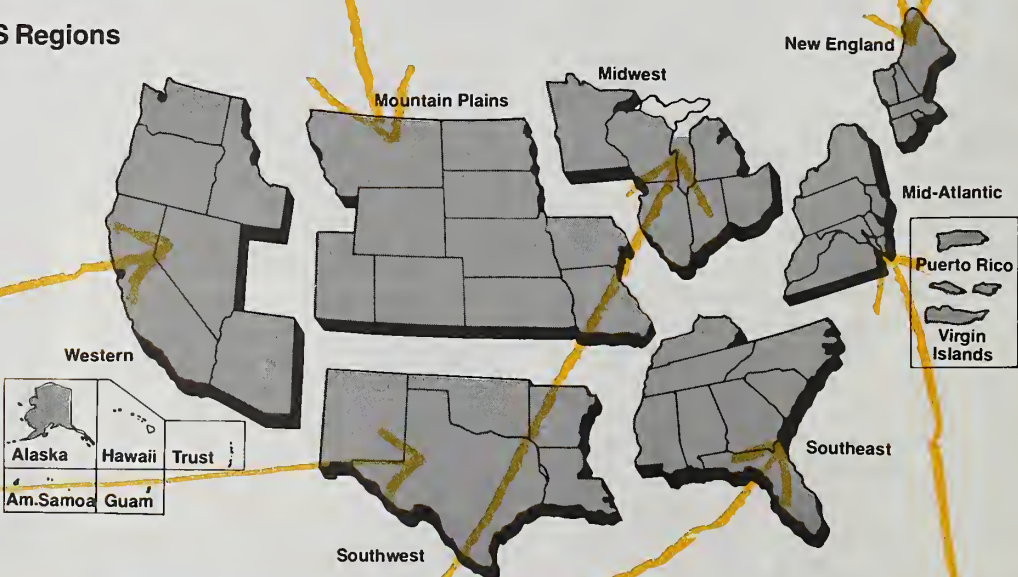 S Regions
New England
Midwest
Mountain Plains
Mid-Atlantic
Puerto Rico
Virgin
Islands
Western
Alaska
Hawaii
Trust
Am.Samoa
Guam
Southeast
Southwest